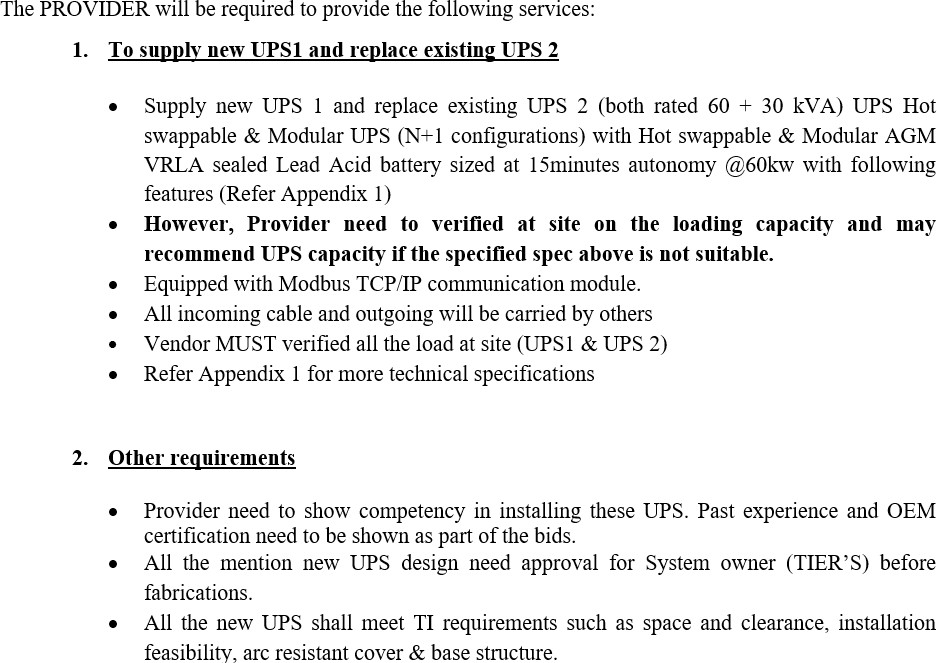 The PROVIDER will be required to provide the following services:
1. To supply new UPS1 and replace existing UPS 2
• Supply new UPS 1 and replace existing UPS 2 (both rated 60 + 30 kVA) UPS Hot
swappable & Modular UPS (N+1 configurations) with Hot swappable & Modular AGM
VRLA sealed Lead Acid battery sized at 15minutes autonomy @60kw with following
features (Refer Appendix 1)
• However, Provider need to verified at site on the loading capacity and may
recommend UPS capacity if the specified spec above is not suitable.
• Equipped with Modbus TCP/IP communication module.
• All incoming cable and outgoing will be carried by others
• Vendor MUST verified all the load at site (UPS1 & UPS 2)
• Refer Appendix 1 for more technical specifications
2. Other requirements
• Provider need to show competency in installing these UPS. Past experience and OEM
certification need to be shown as part of the bids.
• All the mention new UPS design need approval for System owner (TIER’S) before
fabrications.
• All the new UPS shall meet TI requirements such as space and clearance, installation
feasibility, arc resistant cover & base structure.